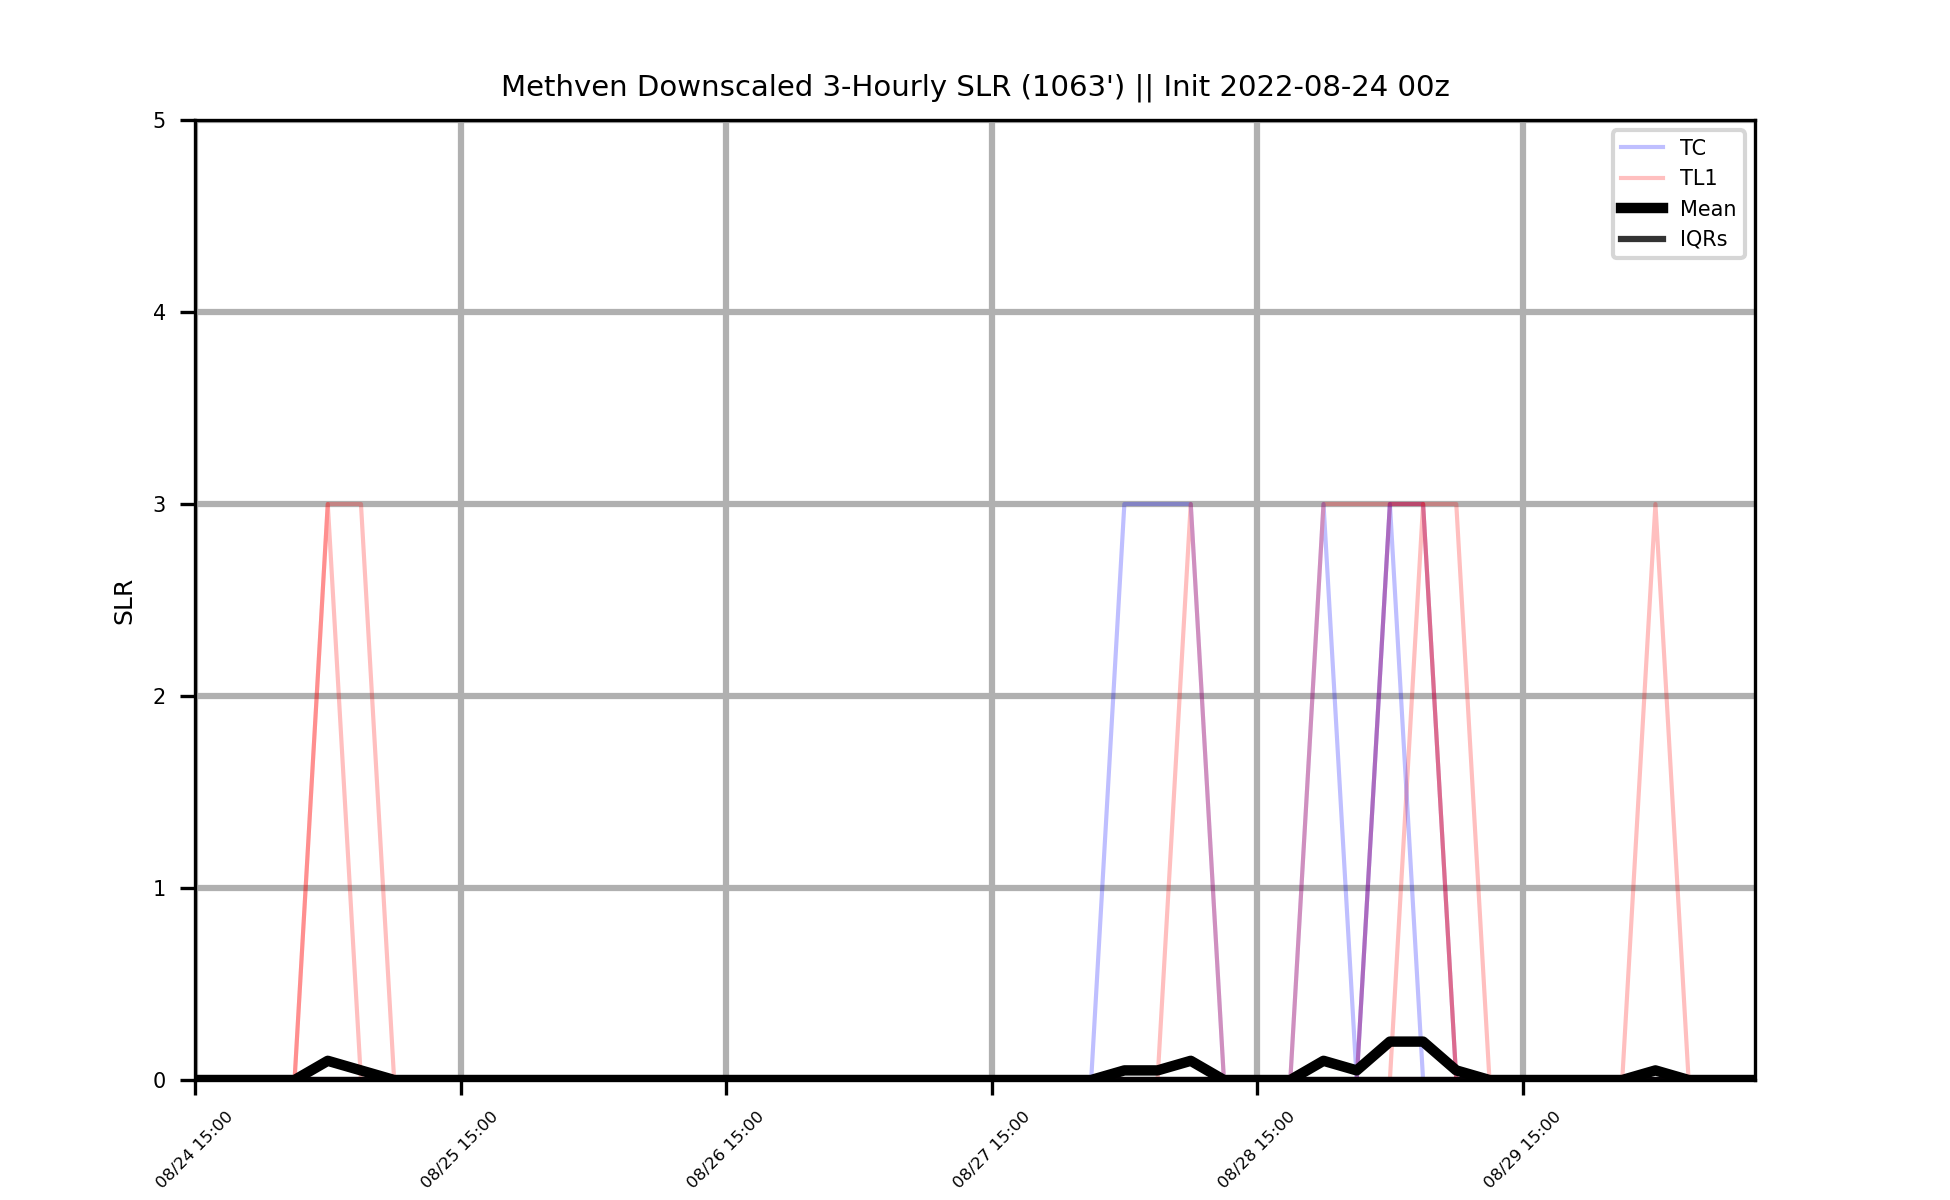 Methven Downscaled 3-Hourly SLR (1063') || Init 2022-08-24 00z
5
4
3
2
1
0
SLR
TC
TL1
Mean
IQRs
08/24 15:00
08/25 15:00
08/26 15:00
08/27 15:00
08/28 15:00
08/29 15:00